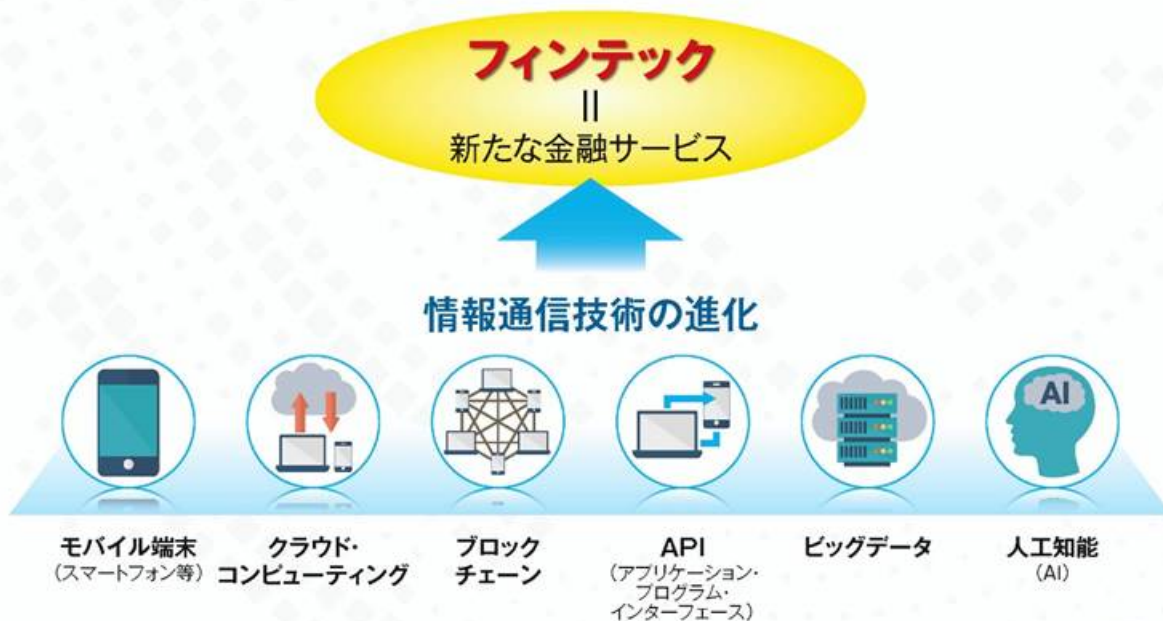 フィンテック
||
新たな金融サービス
情報通信技術の進化
AI
モバイル端末
(スマートフォン等)
クラウド・
コンピューティング
ブロック
チェーン
API
(アプリケーション・
プログラム・
インターフェース)
ビッグデータ
人工知能
(AI)